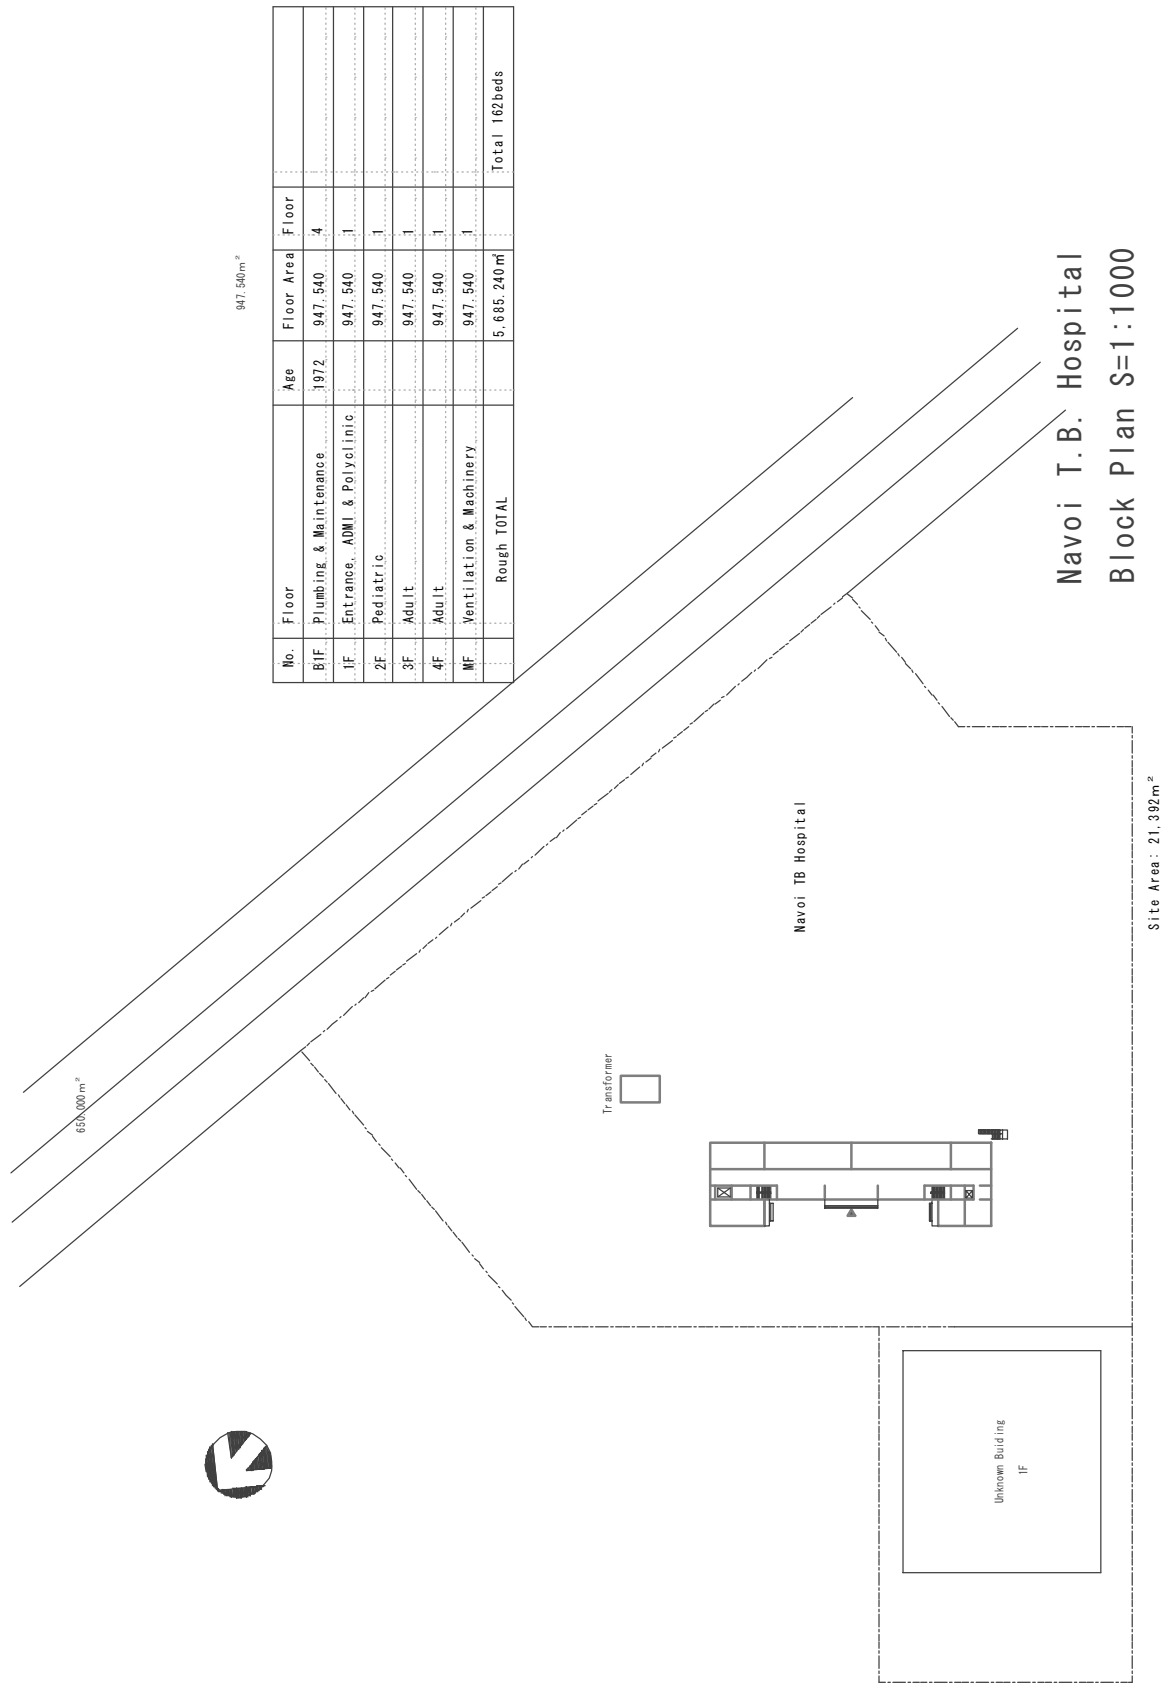 947.540m²
No. Floor Age Floor Area Floor
B1F Plumbing & Maintenance 1972 947.540 4
1F Entrance, ADMI & Polyclinic 947.540 1
2F Pediatric 947.540 1
3F Adult 947.540 1
4F Adult 947.540 1
MF Ventilation & Machinery 947.540 1
Rough TOTAL 5,685.240㎡ Total 162beds
650.000m²
Transformer
Navoi TB Hospital
Unknown Buiding
1F
Navoi T.B. Hospital
Block Plan S=1:1000
Site Area: 21,392m²